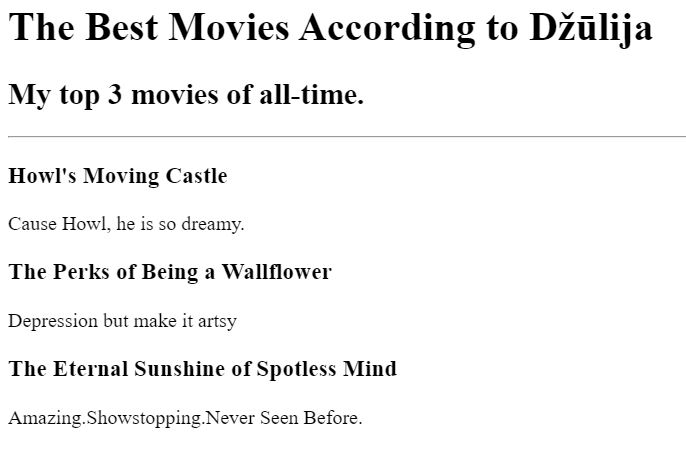 The Best Movies According to Džūlija
My top 3 movies of all-time.
Howl's Moving Castle
Cause Howl, he is so dreamy.
The Perks of Being a Wallflower
Depression but make it artsy
The Eternal Sunshine of Spotless Mind
Amazing.Showstopping.Never Seen Before.